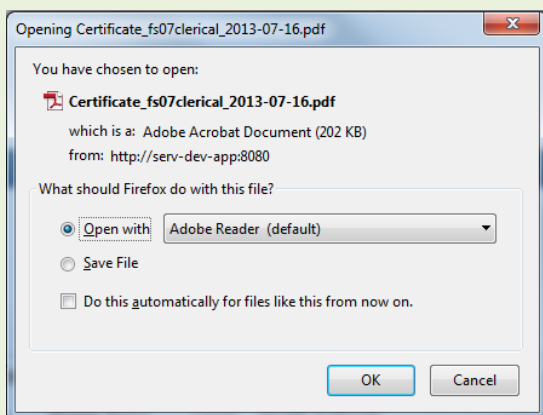 Opening Certificate_fs07clerical_2013-07-16.pdf
You have chosen to open:
Certificate_fs07clerical_2013-07-16.pdf
which is a: Adobe Acrobat Document (202 KB)
from: http://serv-dev-app:8080
What should Firefox do with this file?
Open with Adobe Reader (default)
Save File
Do this automatically for files like this from now on.
OK Cancel